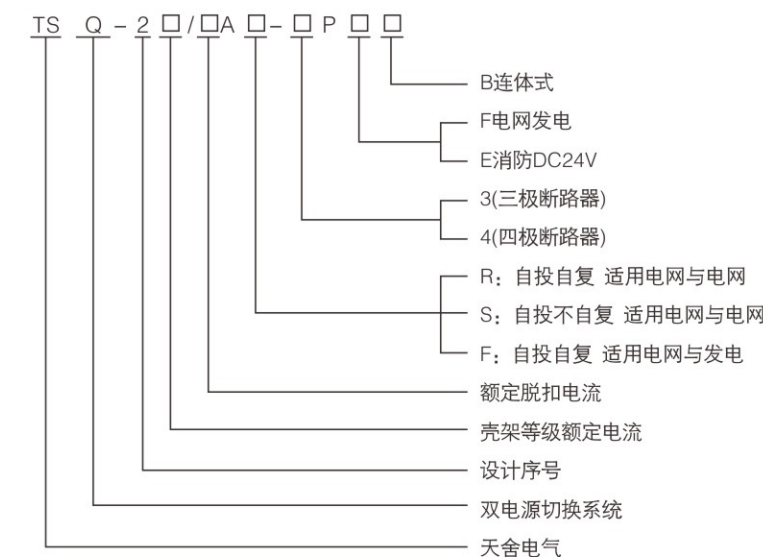 TS Q-2□/□A□-□P□□
B连体式
F电网发电
E消防DC24V
3(三极断路器)
4(四极断路器)
R：自投自复 适用电网与电网
S：自投不自复 适用电网与电网
F：自投自复 适用电网与发电
额定脱扣电流
壳架等级额定电流
设计序号
双电源切换系统
天舍电气